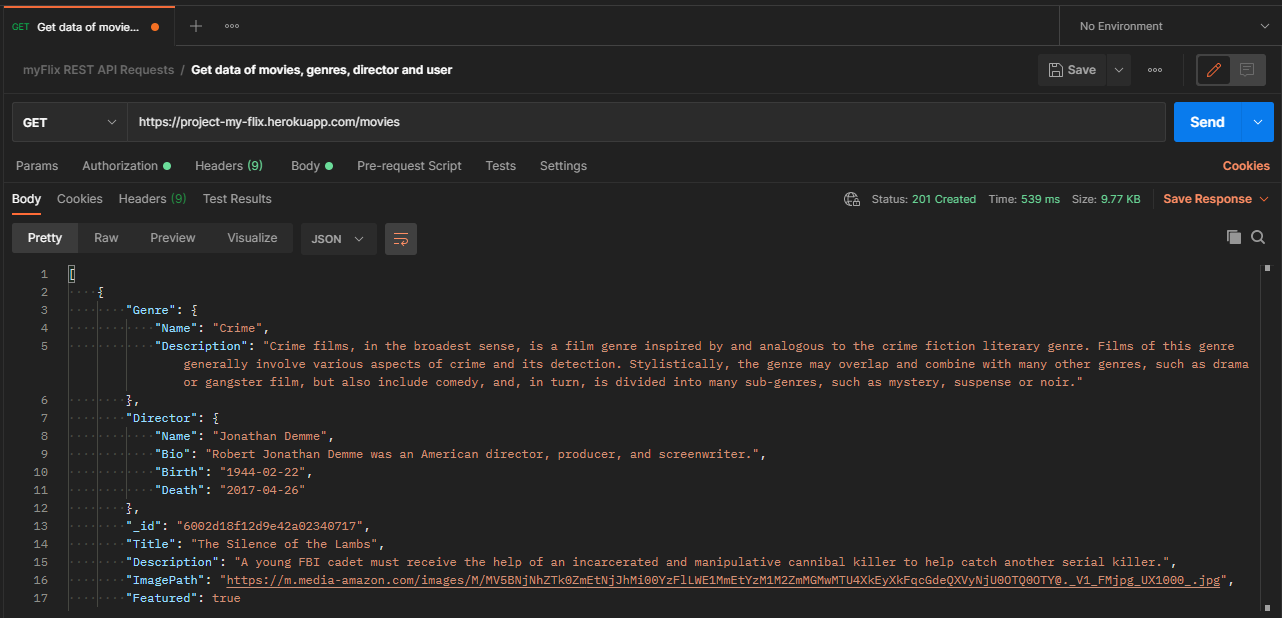 GET Get data of movie...
No Environment
myFlix REST API Requests / Get data of movies, genres, director and user
Save
GET
https://project-my-flix.herokuapp.com/movies
Send
Params Authorization Headers (9) Body Pre-request Script Tests Settings Cookies
Body Cookies Headers (9) Test Results Status: 201 Created Time: 539 ms Size: 9.77 KB Save Response
Pretty Raw Preview Visualize JSON
1 [
2 {
3 "Genre": {
4 "Name": "Crime",
5 "Description": "Crime films, in the broadest sense, is a film genre inspired by and analogous to the crime fiction literary genre. Films of this genre
generally involve various aspects of crime and its detection. Stylistically, the genre may overlap and combine with many other genres, such as drama
or gangster film, but also include comedy, and, in turn, is divided into many sub-genres, such as mystery, suspense or noir."
6 },
7 "Director": {
8 "Name": "Jonathan Demme",
9 "Bio": "Robert Jonathan Demme was an American director, producer, and screenwriter.",
10 "Birth": "1944-02-22",
11 "Death": "2017-04-26"
12 },
13 "_id": "6002d18f12d9e42a02340717",
14 "Title": "The Silence of the Lambs",
15 "Description": "A young FBI cadet must receive the help of an incarcerated and manipulative cannibal killer to help catch another serial killer.",
16 "ImagePath": "https://m.media-amazon.com/images/M/MV5BNjNhZTk0ZmEtNjJhMi00YzFlLWE1MmEtYzM1M2ZmMGMwMTU4XkEyXkFqcGdeQXVyNjU0OTQ0OTY@._V1_FMjpg_UX1000_.jpg",
17 "Featured": true